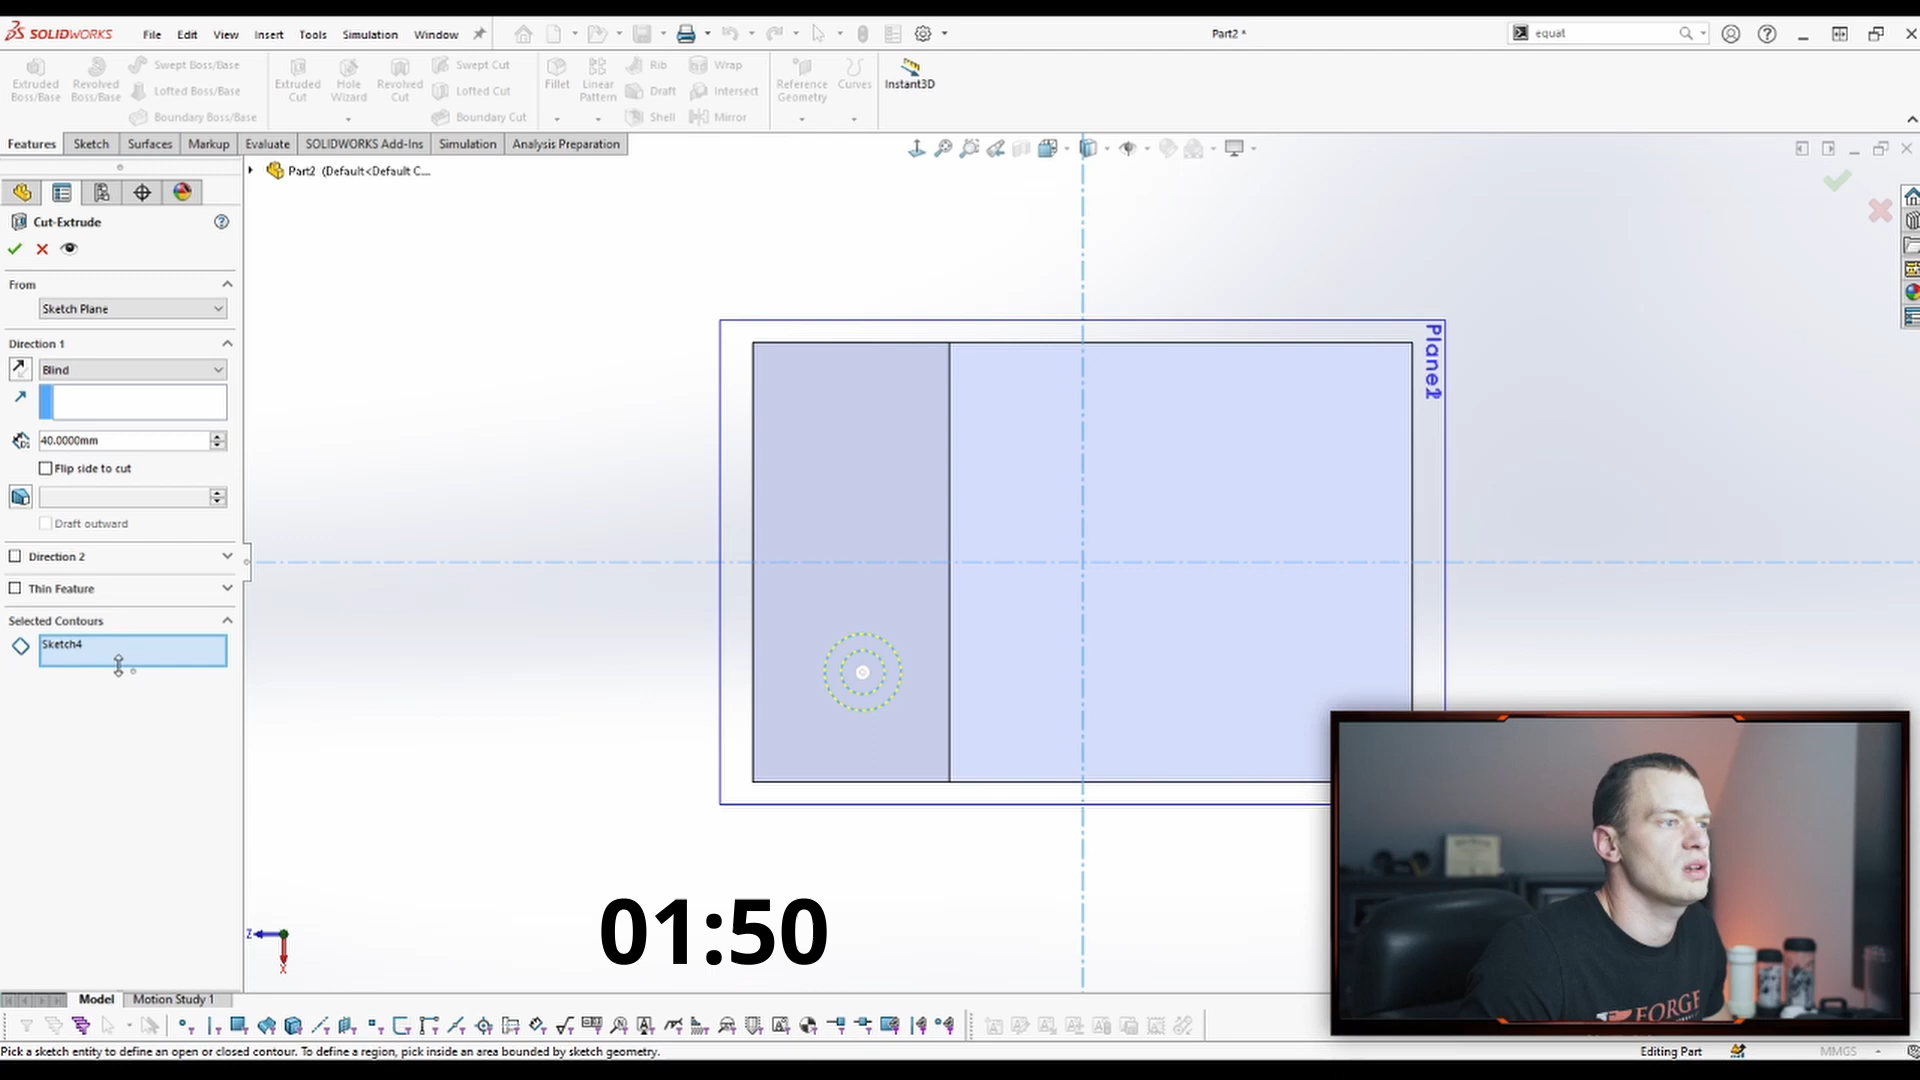 SOLIDWORKS File Edit View Insert Tools Simulation Window Part2 * equat
Extruded Boss/Base Revolved Boss/Base Swept Boss/Base Lofted Boss/Base Boundary Boss/Base Extruded Cut Hole Wizard Revolved Cut Swept Cut Lofted Cut Boundary Cut Fillet Linear Pattern Rib Draft Shell Wrap Intersect Mirror Reference Geometry Curves Instant3D
Features Sketch Surfaces Markup Evaluate SOLIDWORKS Add-Ins Simulation Analysis Preparation
Part2 (Default<Default C...
Cut-Extrude
From
Sketch Plane
Direction 1
Blind
40.0000mm
Flip side to cut
Draft outward
Direction 2
Thin Feature
Selected Contours
Sketch4
Z
X
01:50
FORGE
Model Motion Study 1
Pick a sketch entity to define an open or closed contour. To define a region, pick inside an area bounded by sketch geometry.
Editing Part MMGS